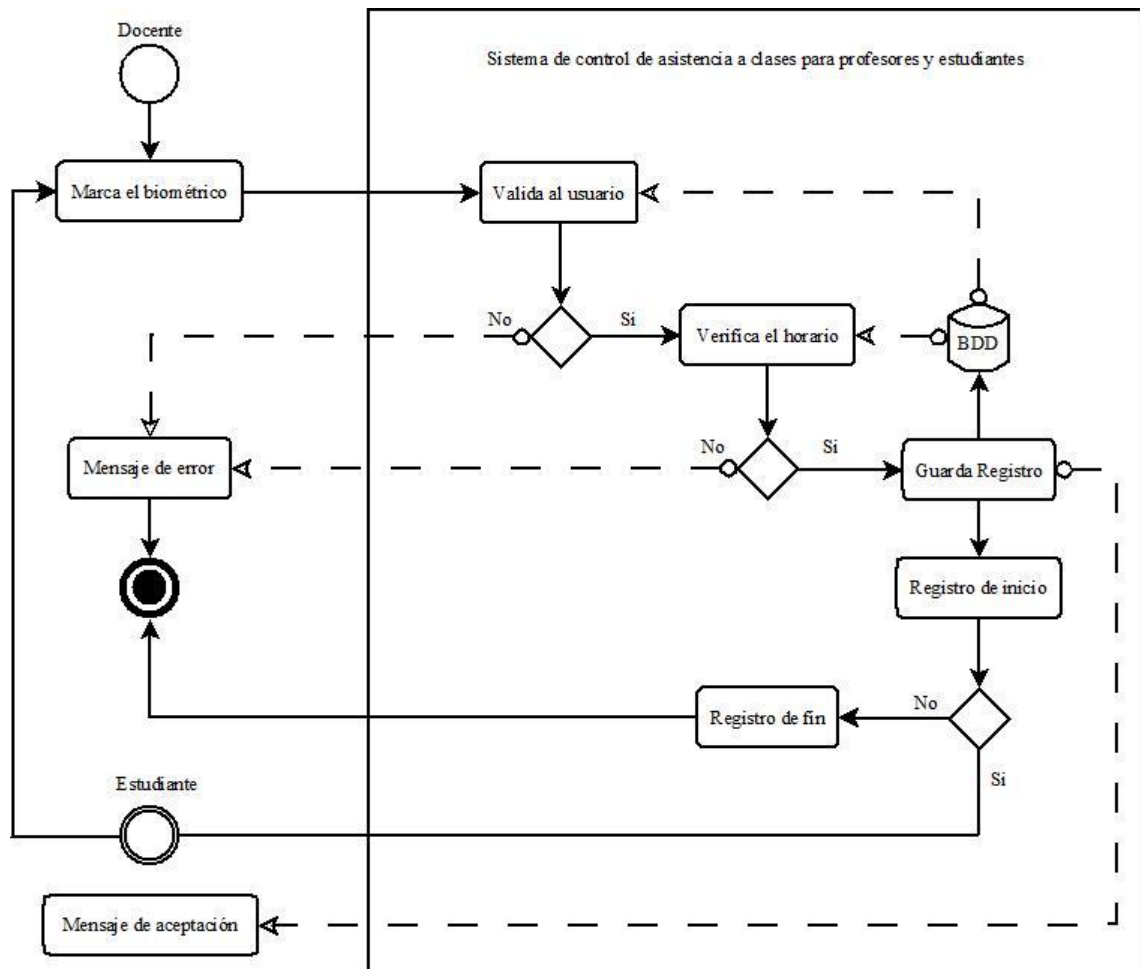 Docente
Sistema de control de asistencia a clases para profesores y estudiantes
Marca el biométrico
Valida al usuario
No
Si
Verifica el horario
BDD
Mensaje de error
No
Si
Guarda Registro
Registro de inicio
Registro de fin
No
Si
Estudiante
Mensaje de aceptación